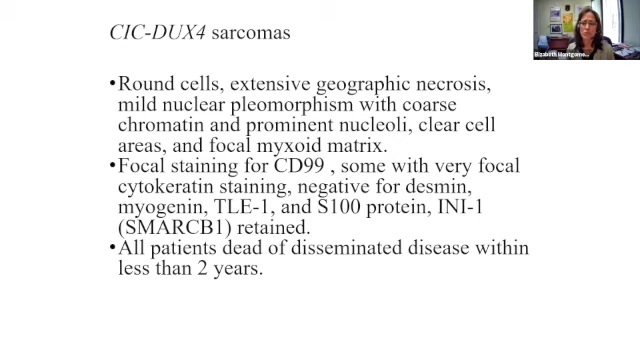 CIC-DUX4 sarcomas
•Round cells, extensive geographic necrosis,
mild nuclear pleomorphism with coarse
chromatin and prominent nucleoli, clear cell
areas, and focal myxoid matrix.
•Focal staining for CD99 , some with very focal
cytokeratin staining, negative for desmin,
myogenin, TLE-1, and S100 protein, INI-1
(SMARCB1) retained.
•All patients dead of disseminated disease within
less than 2 years.
Elizabeth Montgome...